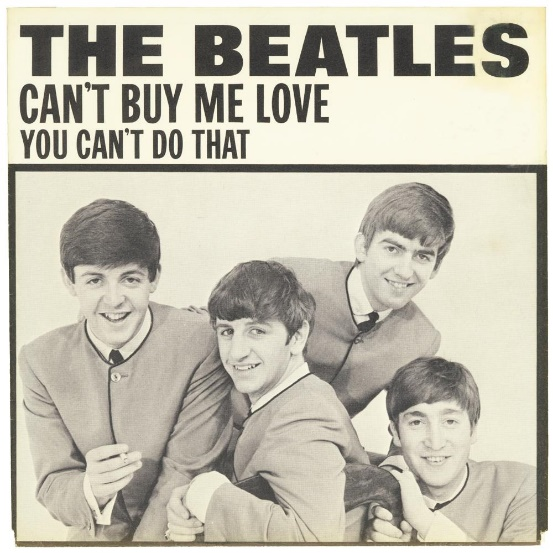 THE BEATLES
CAN'T BUY ME LOVE
YOU CAN'T DO THAT